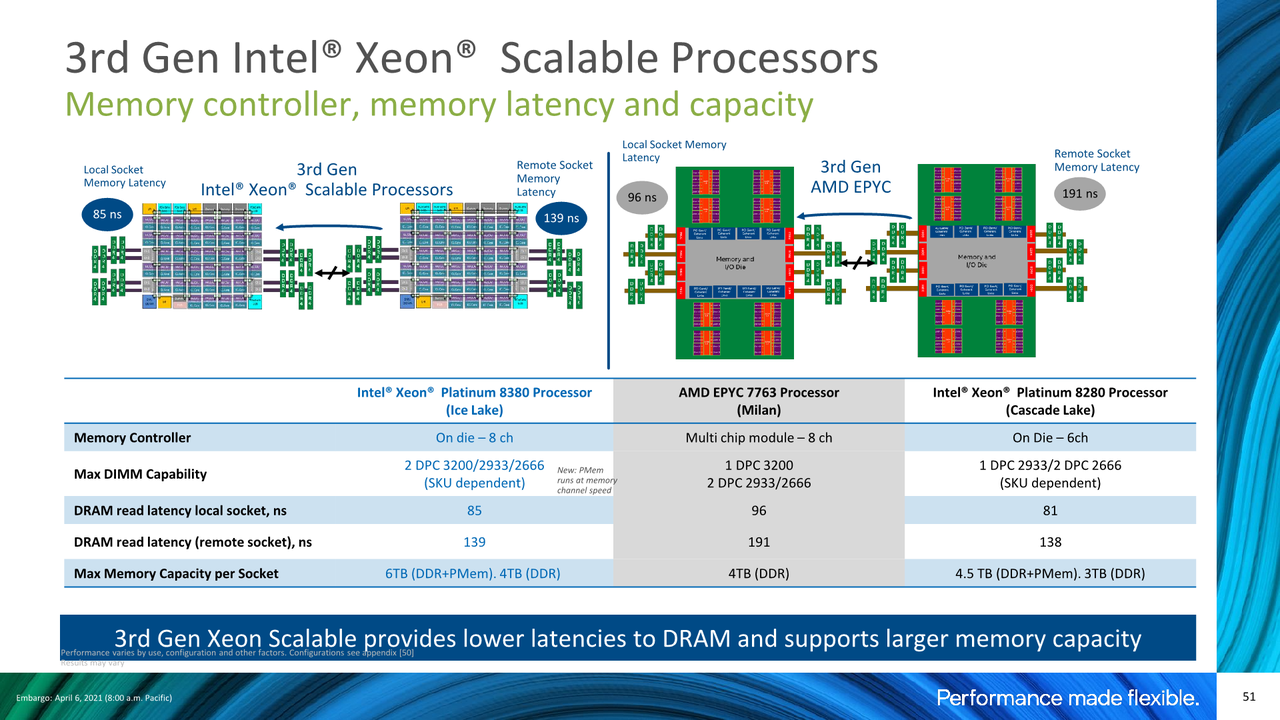 3rd Gen Intel® Xeon® Scalable Processors
Memory controller, memory latency and capacity
Local Socket
Memory Latency
85 ns
3rd Gen
Intel® Xeon® Scalable Processors
Remote Socket
Memory
Latency
139 ns
Local Socket Memory
Latency
96 ns
3rd Gen
AMD EPYC
Remote Socket
Memory Latency
191 ns
Memory and
I/O Die
Memory and
I/O Die
Intel® Xeon® Platinum 8380 Processor
(Ice Lake)
AMD EPYC 7763 Processor
(Milan)
Intel® Xeon® Platinum 8280 Processor
(Cascade Lake)
Memory Controller
On die – 8 ch
Multi chip module – 8 ch
On Die – 6ch
Max DIMM Capability
2 DPC 3200/2933/2666
(SKU dependent)
New: PMem
runs at memory
channel speed
1 DPC 3200
2 DPC 2933/2666
1 DPC 2933/2 DPC 2666
(SKU dependent)
DRAM read latency local socket, ns
85
96
81
DRAM read latency (remote socket), ns
139
191
138
Max Memory Capacity per Socket
6TB (DDR+PMem). 4TB (DDR)
4TB (DDR)
4.5 TB (DDR+PMem). 3TB (DDR)
3rd Gen Xeon Scalable provides lower latencies to DRAM and supports larger memory capacity
Performance varies by use, configuration and other factors. Configurations see appendix [50]
Results may vary
Embargo: April 6, 2021 (8:00 a.m. Pacific)
Performance made flexible.
51